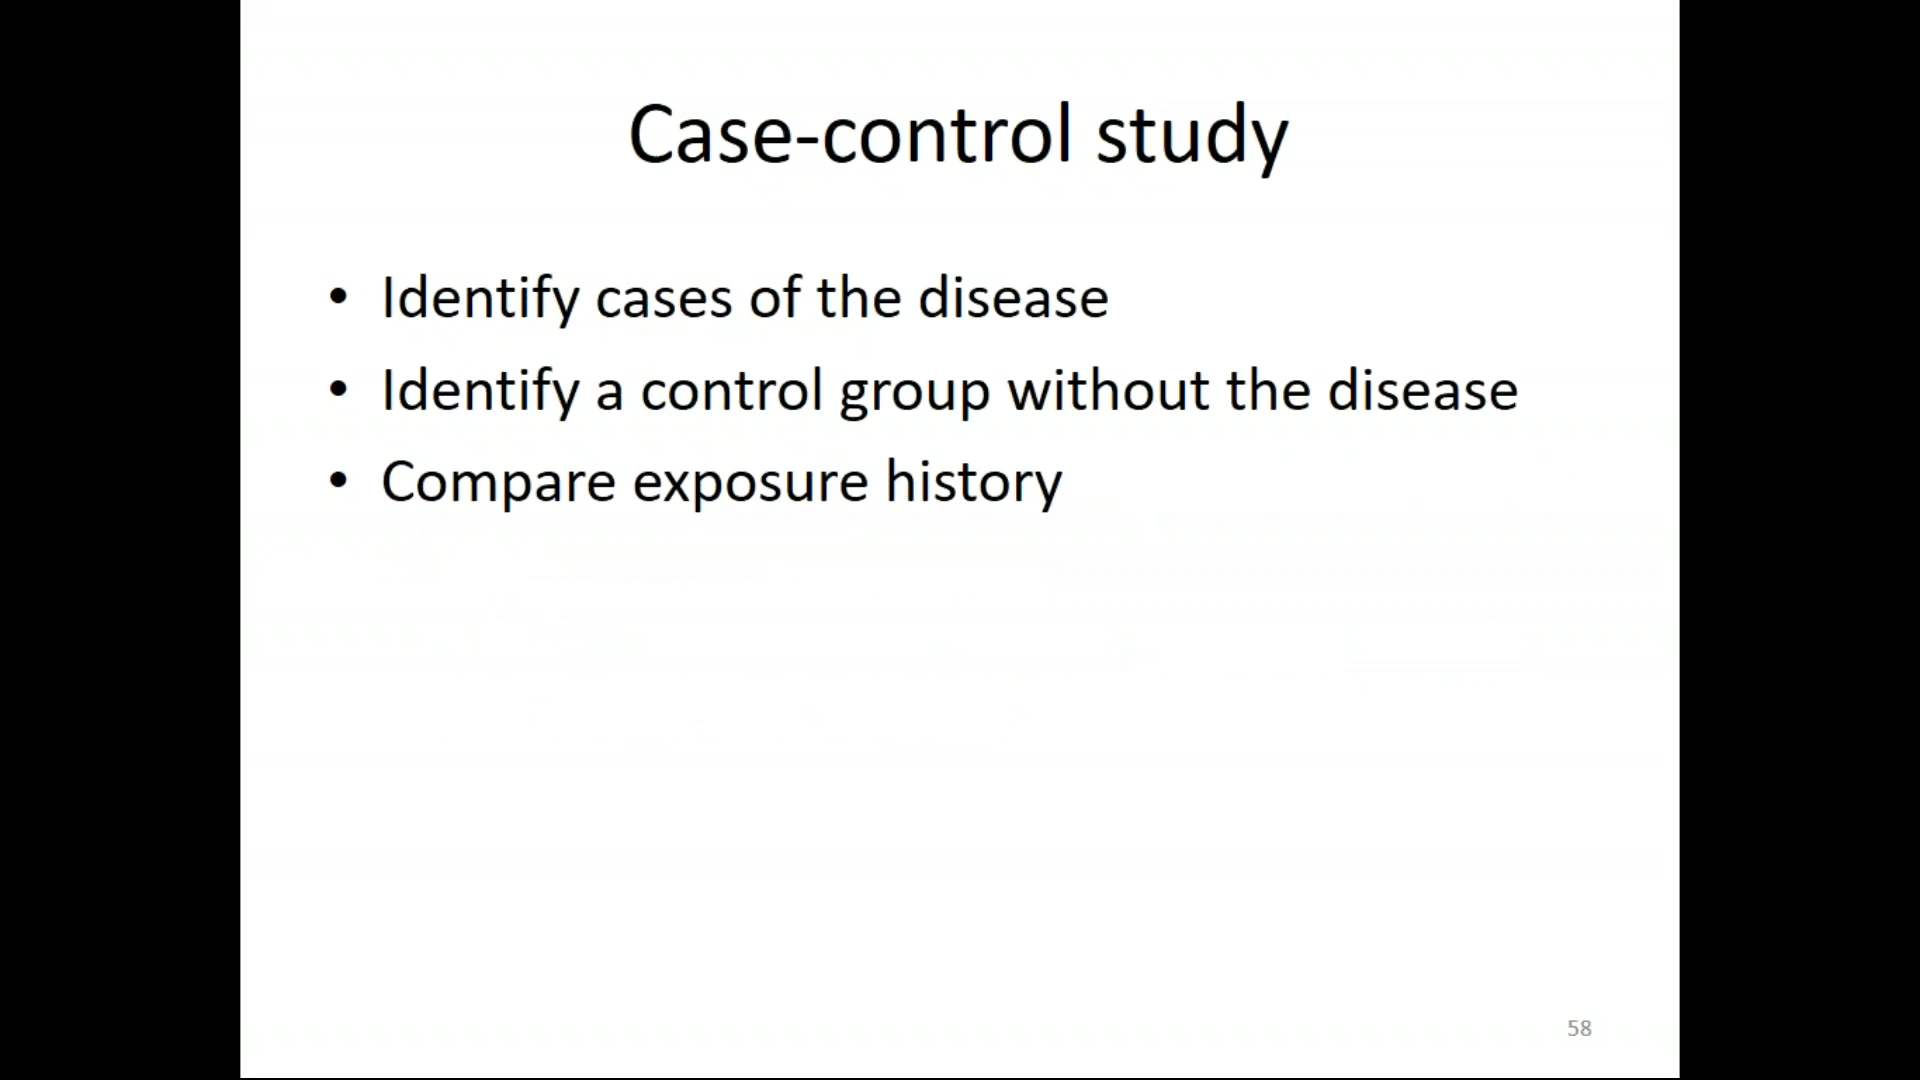 Case-control study
• Identify cases of the disease
• Identify a control group without the disease
• Compare exposure history
58